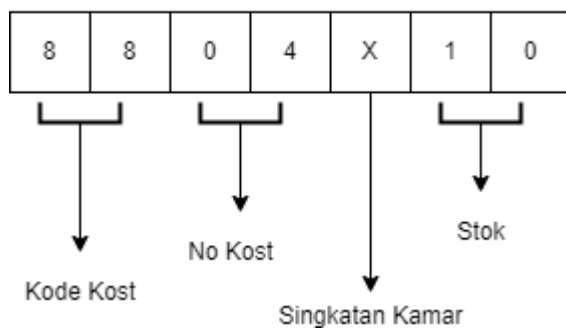 8 8 0 4 X 1 0
Stok
No Kost
Kode Kost
Singkatan Kamar